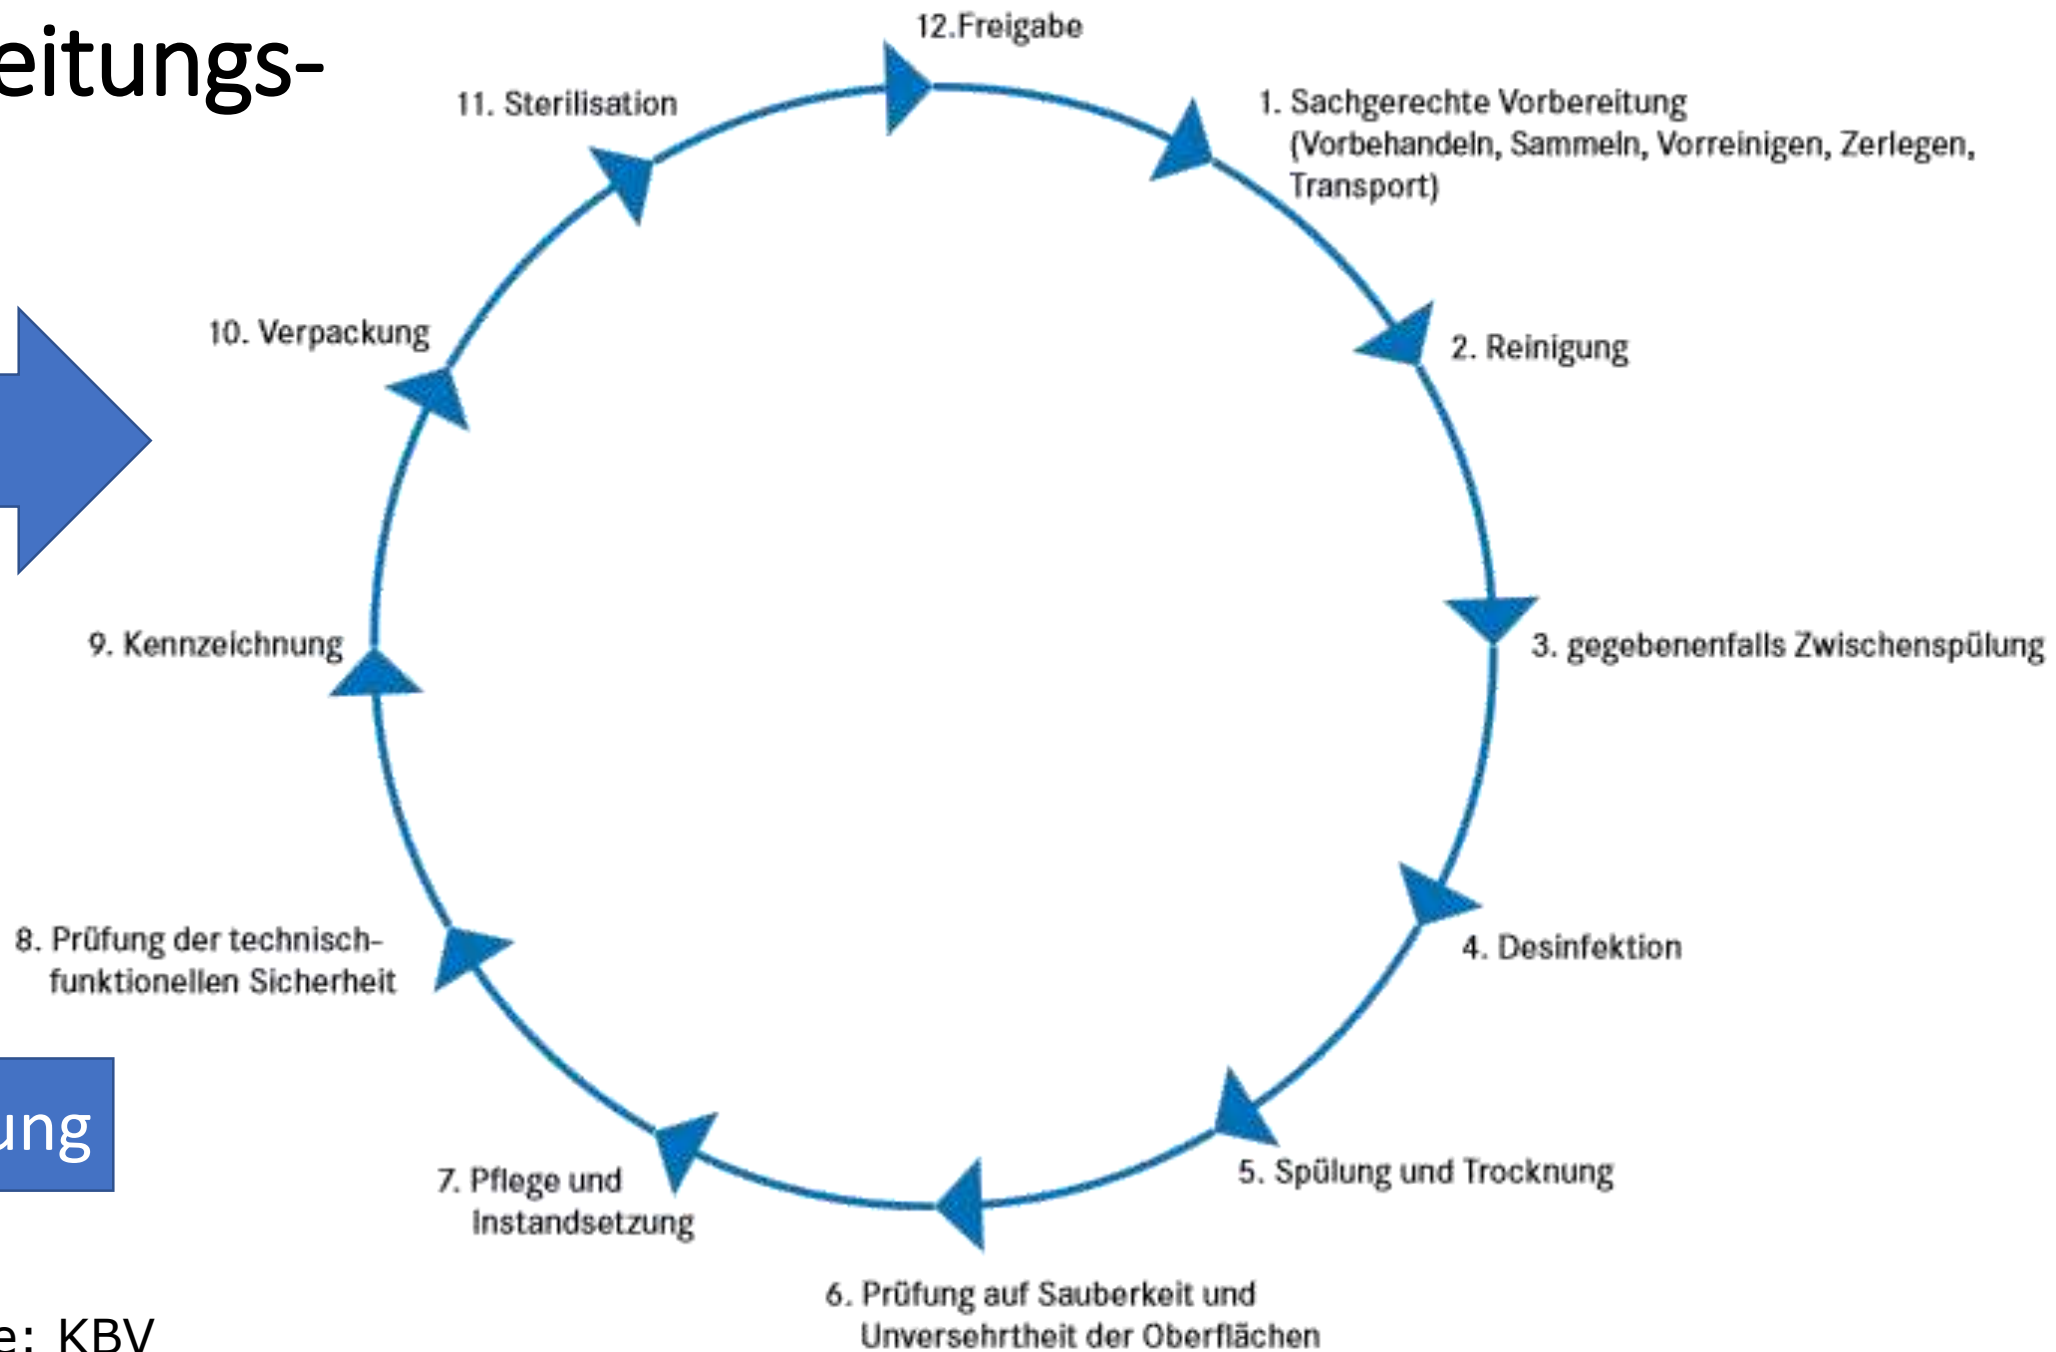 eitungs-
12.Freigabe
1. Sachgerechte Vorbereitung
(Vorbehandeln, Sammeln, Vorreinigen, Zerlegen,
Transport)
2. Reinigung
3. gegebenenfalls Zwischenspülung
4. Desinfektion
5. Spülung und Trocknung
6. Prüfung auf Sauberkeit und
Unversehrtheit der Oberflächen
7. Pflege und
Instandsetzung
8. Prüfung der technisch-
funktionellen Sicherheit
9. Kennzeichnung
10. Verpackung
11. Sterilisation
ung
e: KBV